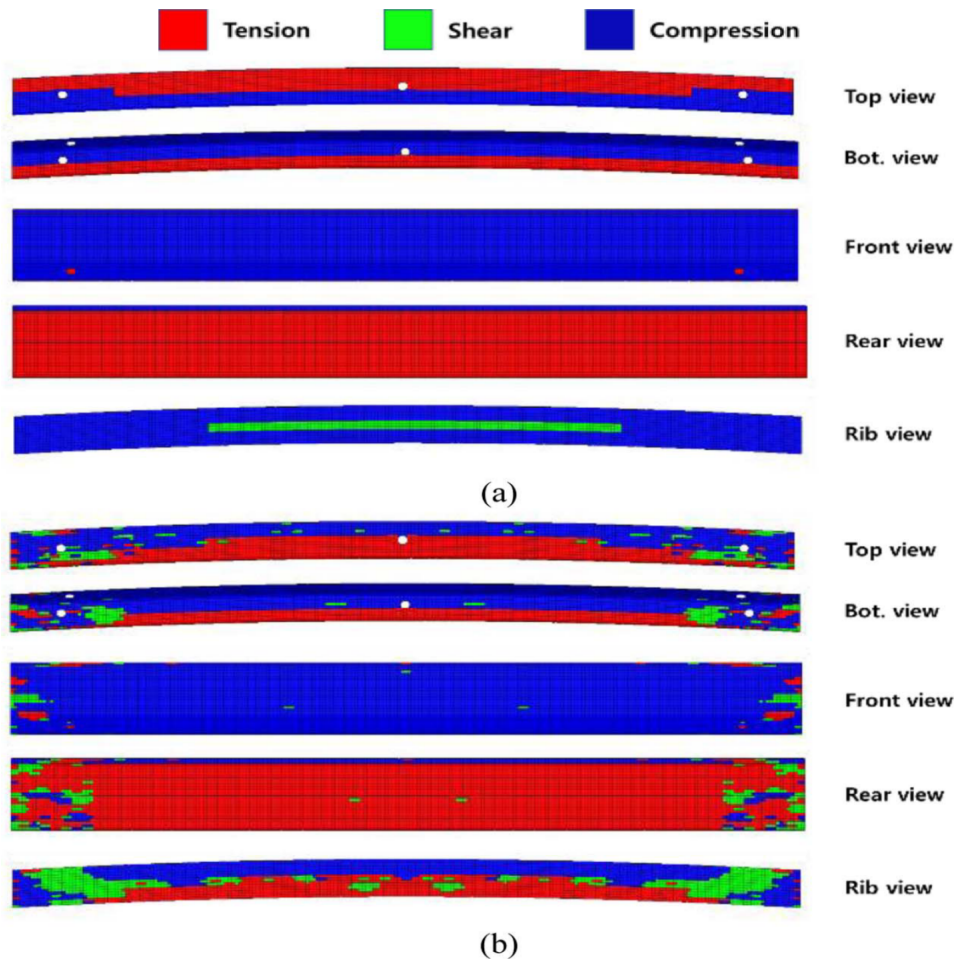 Tension Shear Compression
Top view
Bot. view
Front view
Rear view
Rib view
(a)
Top view
Bot. view
Front view
Rear view
Rib view
(b)